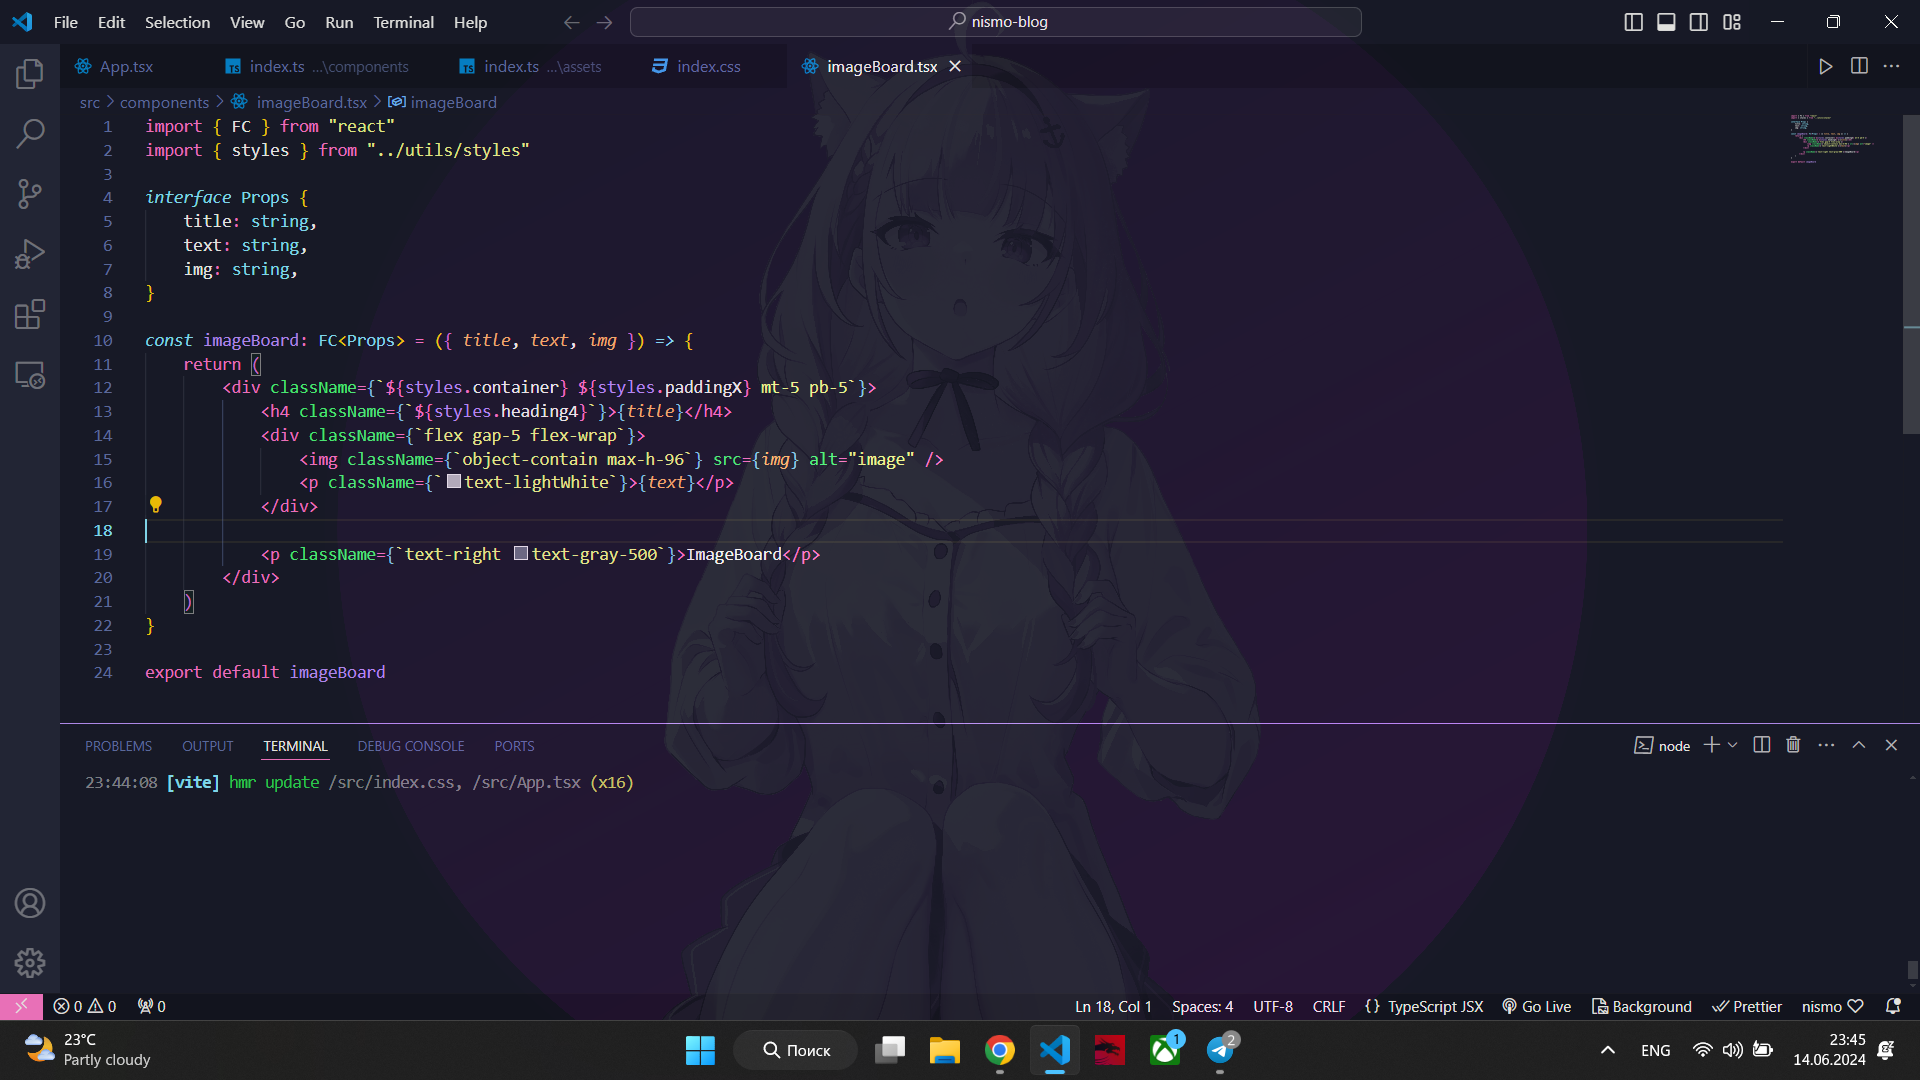 File Edit Selection View Go Run Terminal Help
nismo-blog
App.tsx
index.ts ...\components
index.ts ...\assets
index.css
imageBoard.tsx
src > components > imageBoard.tsx > imageBoard
1 import { FC } from "react"
2 import { styles } from "../utils/styles"
3
4 interface Props {
5 title: string,
6 text: string,
7 img: string,
8 }
9
10 const imageBoard: FC<Props> = ({ title, text, img }) => {
11 return (
12 <div className={`${styles.container} ${styles.paddingX} mt-5 pb-5`}>
13 <h4 className={`${styles.heading4}`}>{title}</h4>
14 <div className={`flex gap-5 flex-wrap`}>
15 <img className={`object-contain max-h-96`} src={img} alt="image" />
16 <p className={`text-lightWhite`}>{text}</p>
17 </div>
18
19 <p className={`text-right text-gray-500`}>ImageBoard</p>
20 </div>
21 )
22 }
23
24 export default imageBoard
PROBLEMS OUTPUT TERMINAL DEBUG CONSOLE PORTS
node
23:44:08 [vite] hmr update /src/index.css, /src/App.tsx (x16)
0 0 0
Ln 18, Col 1 Spaces: 4 UTF-8 CRLF {} TypeScript JSX Go Live Background Prettier nismo
23°C
Partly cloudy
Поиск
1
2
ENG
23:45
14.06.2024